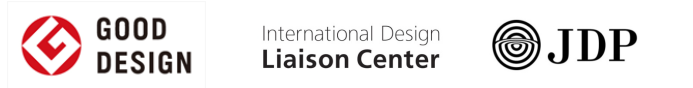 GOOD
DESIGN
International Design
Liaison Center
JDP